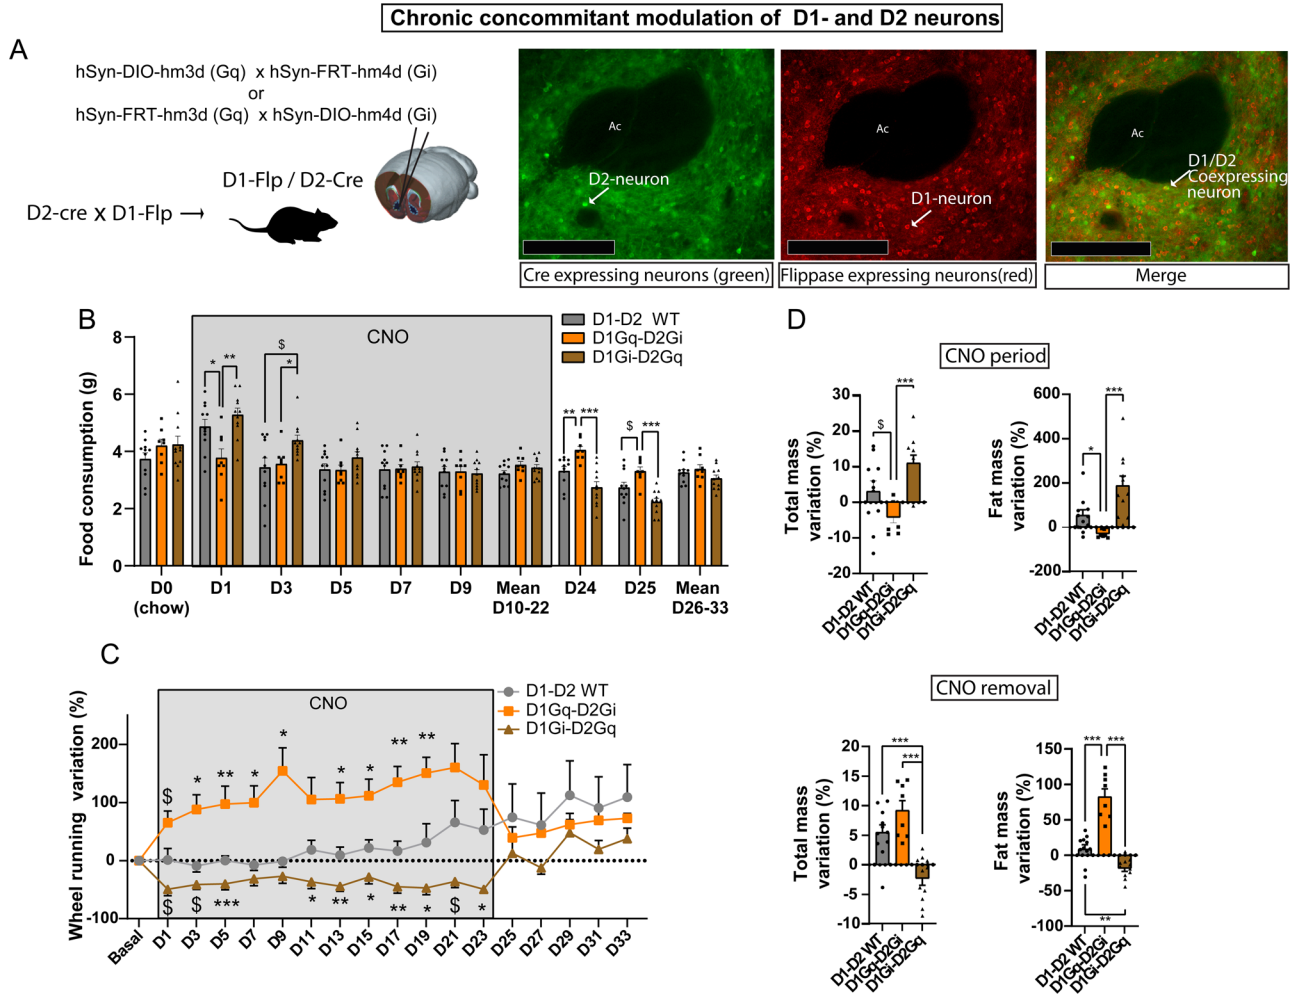 Chronic concommitant modulation of D1- and D2 neurons
A
hSyn-DIO-hm3d (Gq) x hSyn-FRT-hm4d (Gi)
or
hSyn-FRT-hm3d (Gq) x hSyn-DIO-hm4d (Gi)
D1-Flp / D2-Cre
D2-cre x D1-Flp →
Ac
D2-neuron
Cre expressing neurons (green)
Ac
D1-neuron
Flippase expressing neurons(red)
Ac
D1/D2
Coexpressing
neuron
Merge
B
Food consumption (g)
8
6
4
2
0
CNO
D1-D2 WT
D1Gq-D2Gi
D1Gi-D2Gq
* **
$
*
** ***
$ ***
D0 D1 D3 D5 D7 D9 Mean D24 D25 Mean
(chow) D10-22 D26-33
C
Wheel running variation (%)
200
100
0
-100
CNO
D1-D2 WT
D1Gq-D2Gi
D1Gi-D2Gq
$ * ** * * * * ** **
$ $ *** * ** * ** * $ *
Basal D1 D3 D5 D7 D9 D11 D13 D15 D17 D19 D21 D23 D25 D27 D29 D31 D33
D
CNO period
Total mass
variation (%)
30
20
10
0
-10
-20
$ ***
D1-D2 WT
D1Gq-D2Gi
D1Gi-D2Gq
Fat mass
variation (%)
600
400
200
0
-200
* ***
D1-D2 WT
D1Gq-D2Gi
D1Gi-D2Gq
CNO removal
Total mass
variation (%)
20
15
10
5
0
-5
-10
***
***
D1-D2 WT
D1Gq-D2Gi
D1Gi-D2Gq
Fat mass
variation (%)
150
100
50
0
-50
-100
*** ***
**
D1-D2 WT
D1Gq-D2Gi
D1Gi-D2Gq